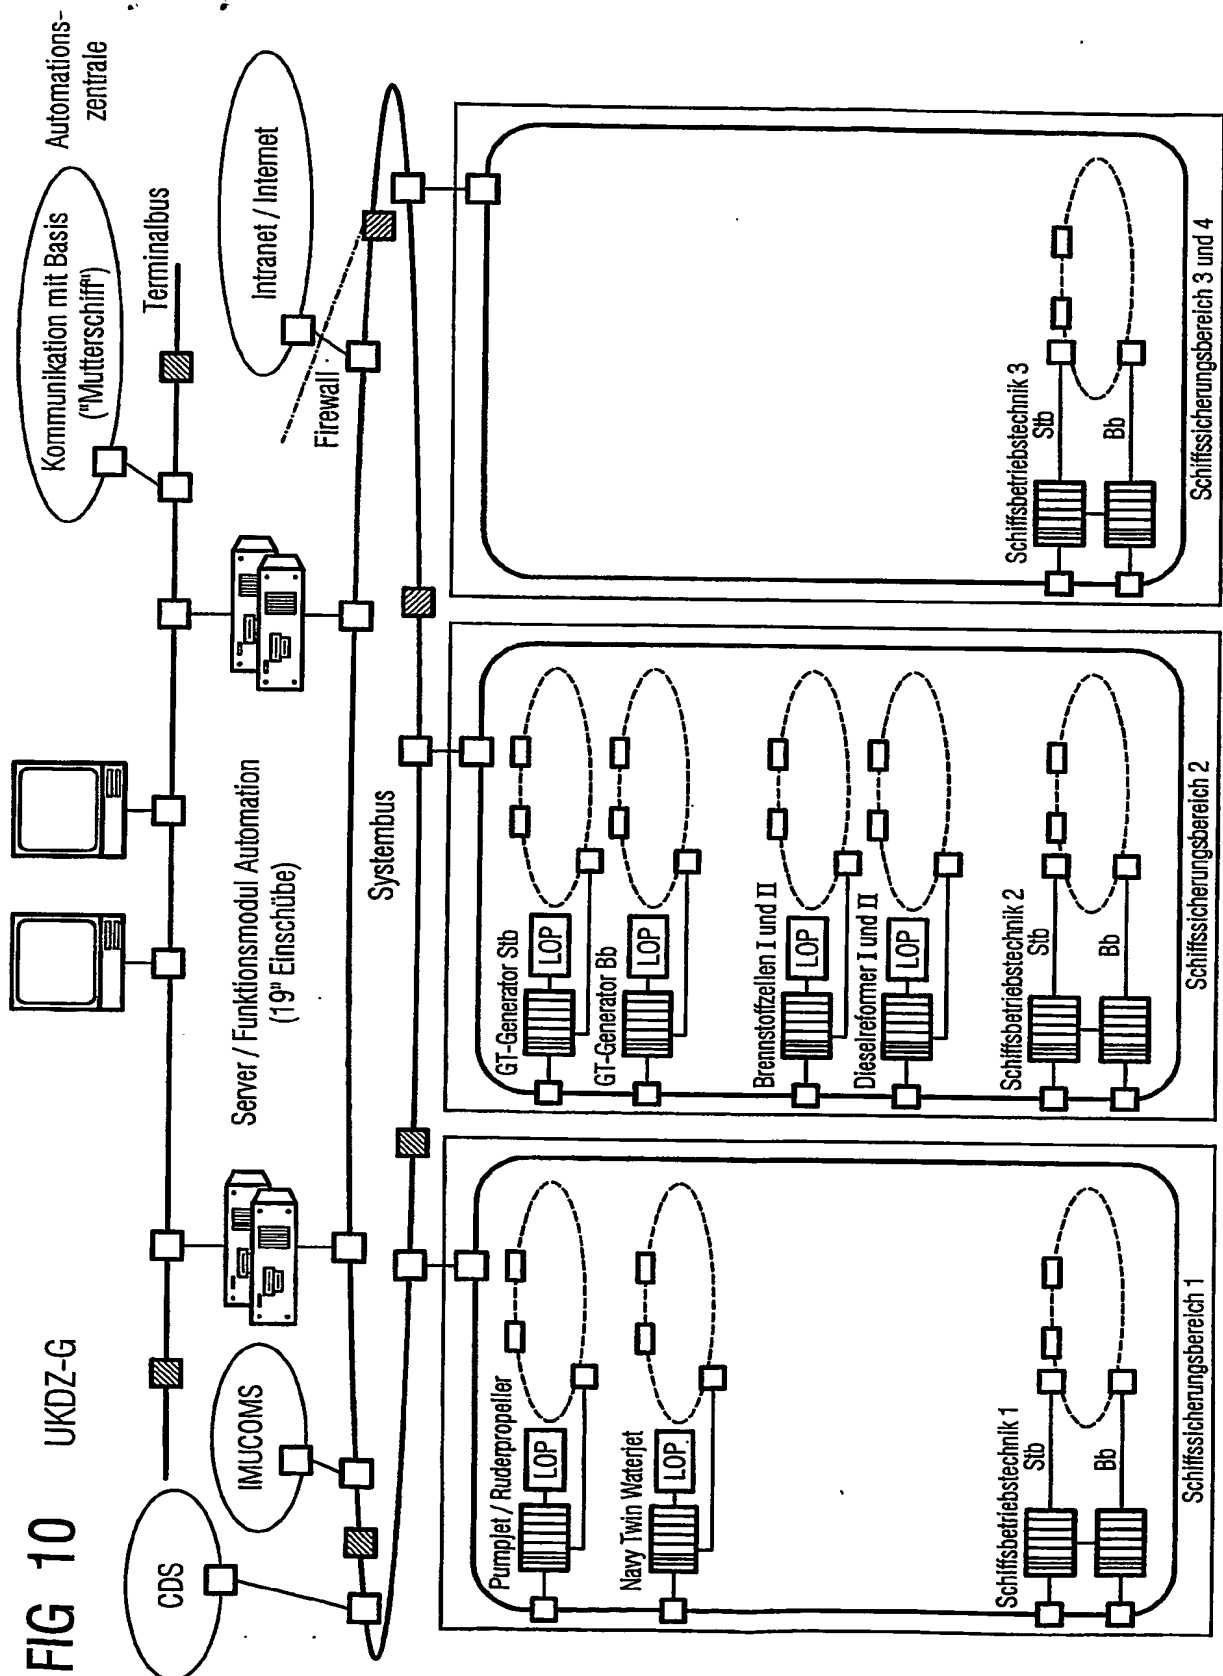 FIG 10
UKDZ-G
Automations-
zentrale
Kommunikation mit Basis
("Mutterschiff")
Terminalbus
CDS
IMUCOMS
Server / Funktionsmodul Automation
(19" Einschübe)
Intranet / Internet
Firewall
Systembus
Pumpjet / Ruderpropeller
LOP
Navy Twin Waterjet
LOP.
Schiffsbetriebstechnik 1
Stb
Bb
Schiffssicherungsbereich 1
GT-Generator Stb
LOP
GT-Generator Bb
LOP
Brennstoffzellen I und II
LOP
Dieselreformer I und II
LOP
Schiffsbetriebstechnik 2
Stb
Bb
Schiffssicherungsbereich 2
Schiffsbetriebstechnik 3
Stb
Bb
Schiffssicherungsbereich 3 und 4